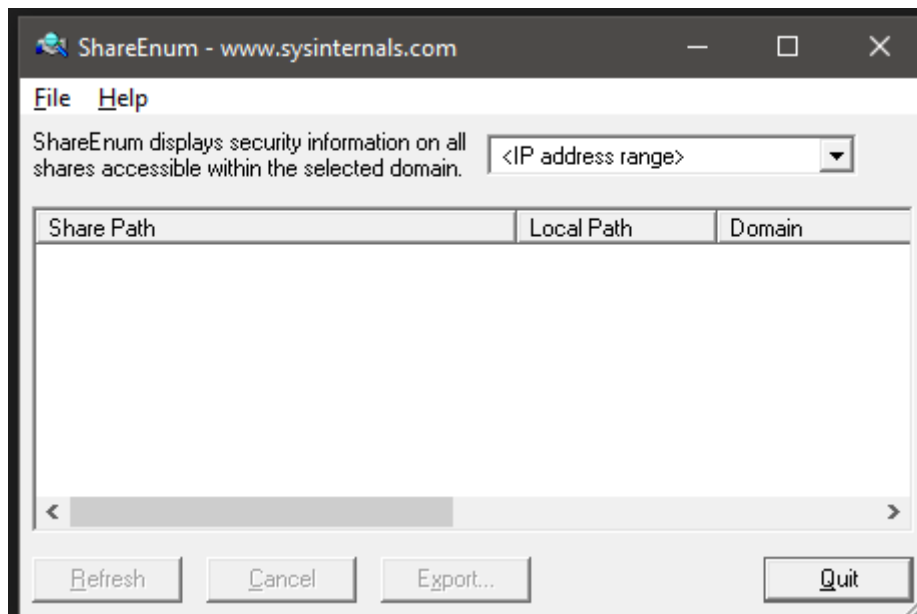 ShareEnum - www.sysinternals.com
File Help
ShareEnum displays security information on all
shares accessible within the selected domain.
<IP address range>
Share Path Local Path Domain
Refresh Cancel Export... Quit